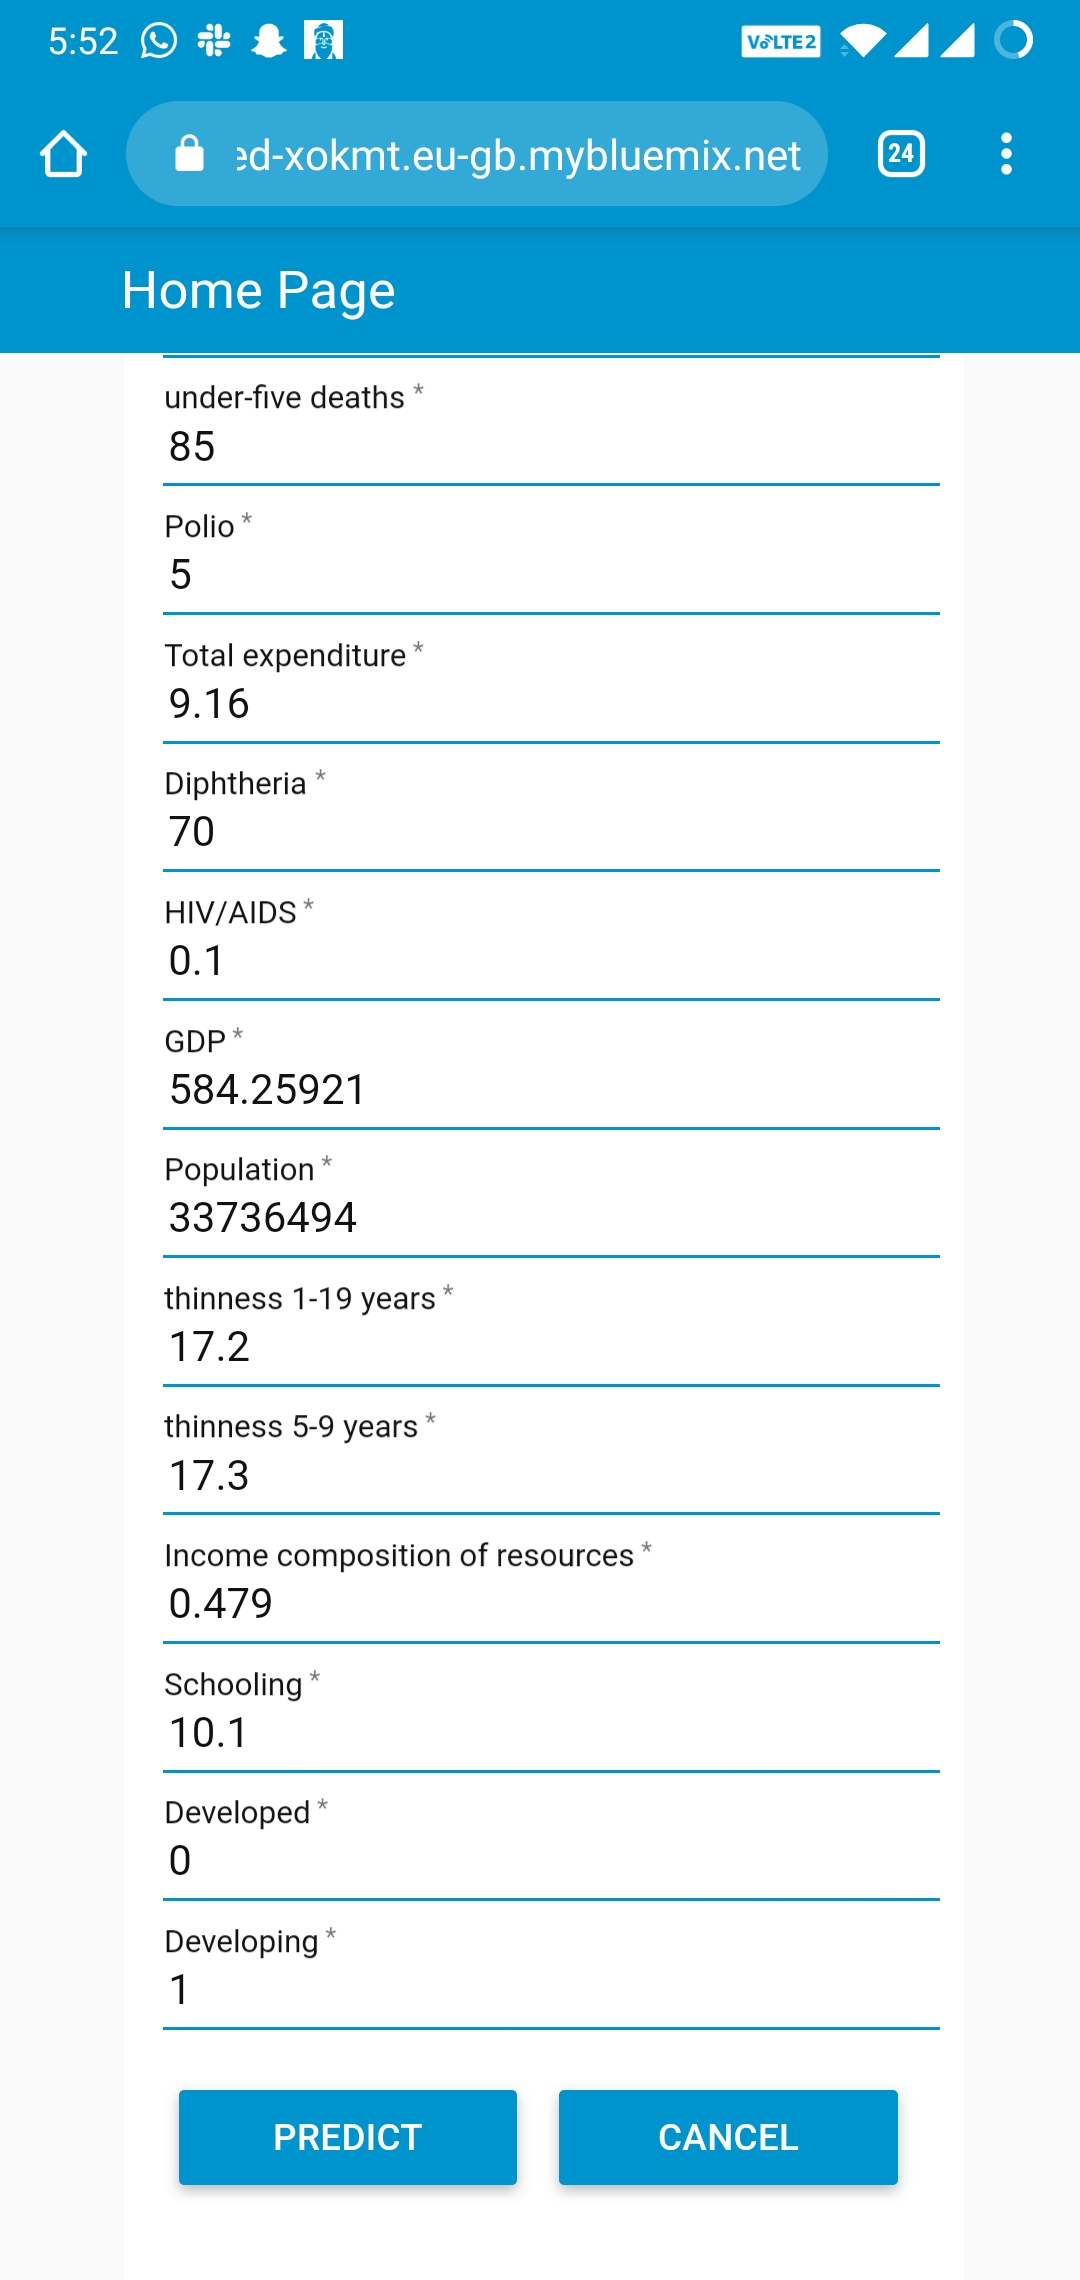 5:52 VoLTE2
ed-xokmt.eu-gb.mybluemix.net 24
Home Page
under-five deaths *
85
Polio *
5
Total expenditure *
9.16
Diphtheria *
70
HIV/AIDS *
0.1
GDP *
584.25921
Population *
33736494
thinness 1-19 years *
17.2
thinness 5-9 years *
17.3
Income composition of resources *
0.479
Schooling *
10.1
Developed *
0
Developing *
1
PREDICT CANCEL